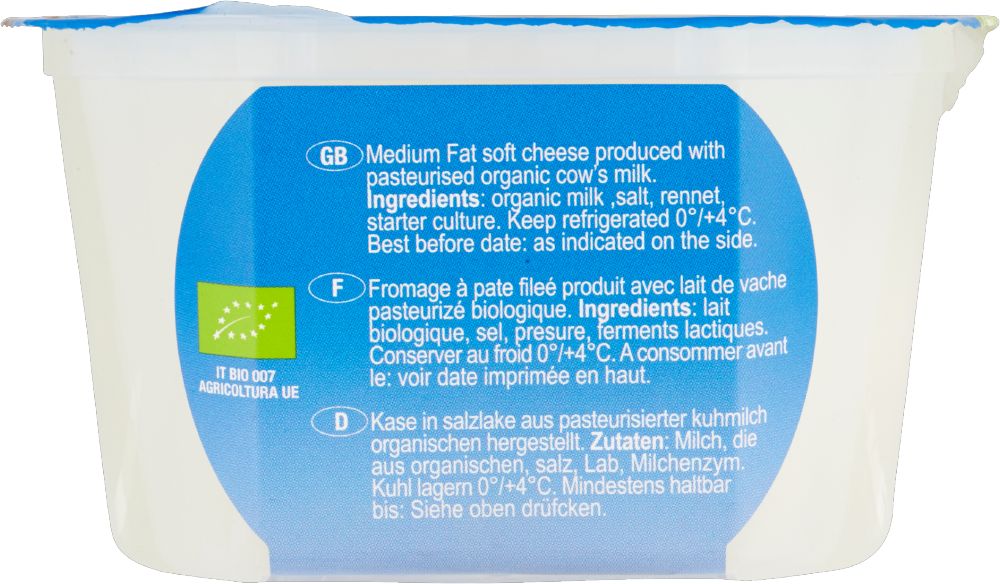 GB Medium Fat soft cheese produced with
pasteurised organic cow's milk.
Ingredients: organic milk ,salt, rennet,
starter culture. Keep refrigerated 0°/+4°C.
Best before date: as indicated on the side.
F Fromage à pate fileé produit avec lait de vache
pasteurizé biologique. Ingredients: lait
biologique, sel, presure, ferments lactiques.
Conserver au froid 0°/+4°C. A consommer avant
le: voir date imprimée en haut.
IT BIO 007
AGRICOLTURA UE
D Kase in salzlake aus pasteurisierter kuhmilch
organischen hergestellt. Zutaten: Milch, die
aus organischen, salz, Lab, Milchenzym.
Kuhl lagern 0°/+4°C. Mindestens haltbar
bis: Siehe oben drüfcken.